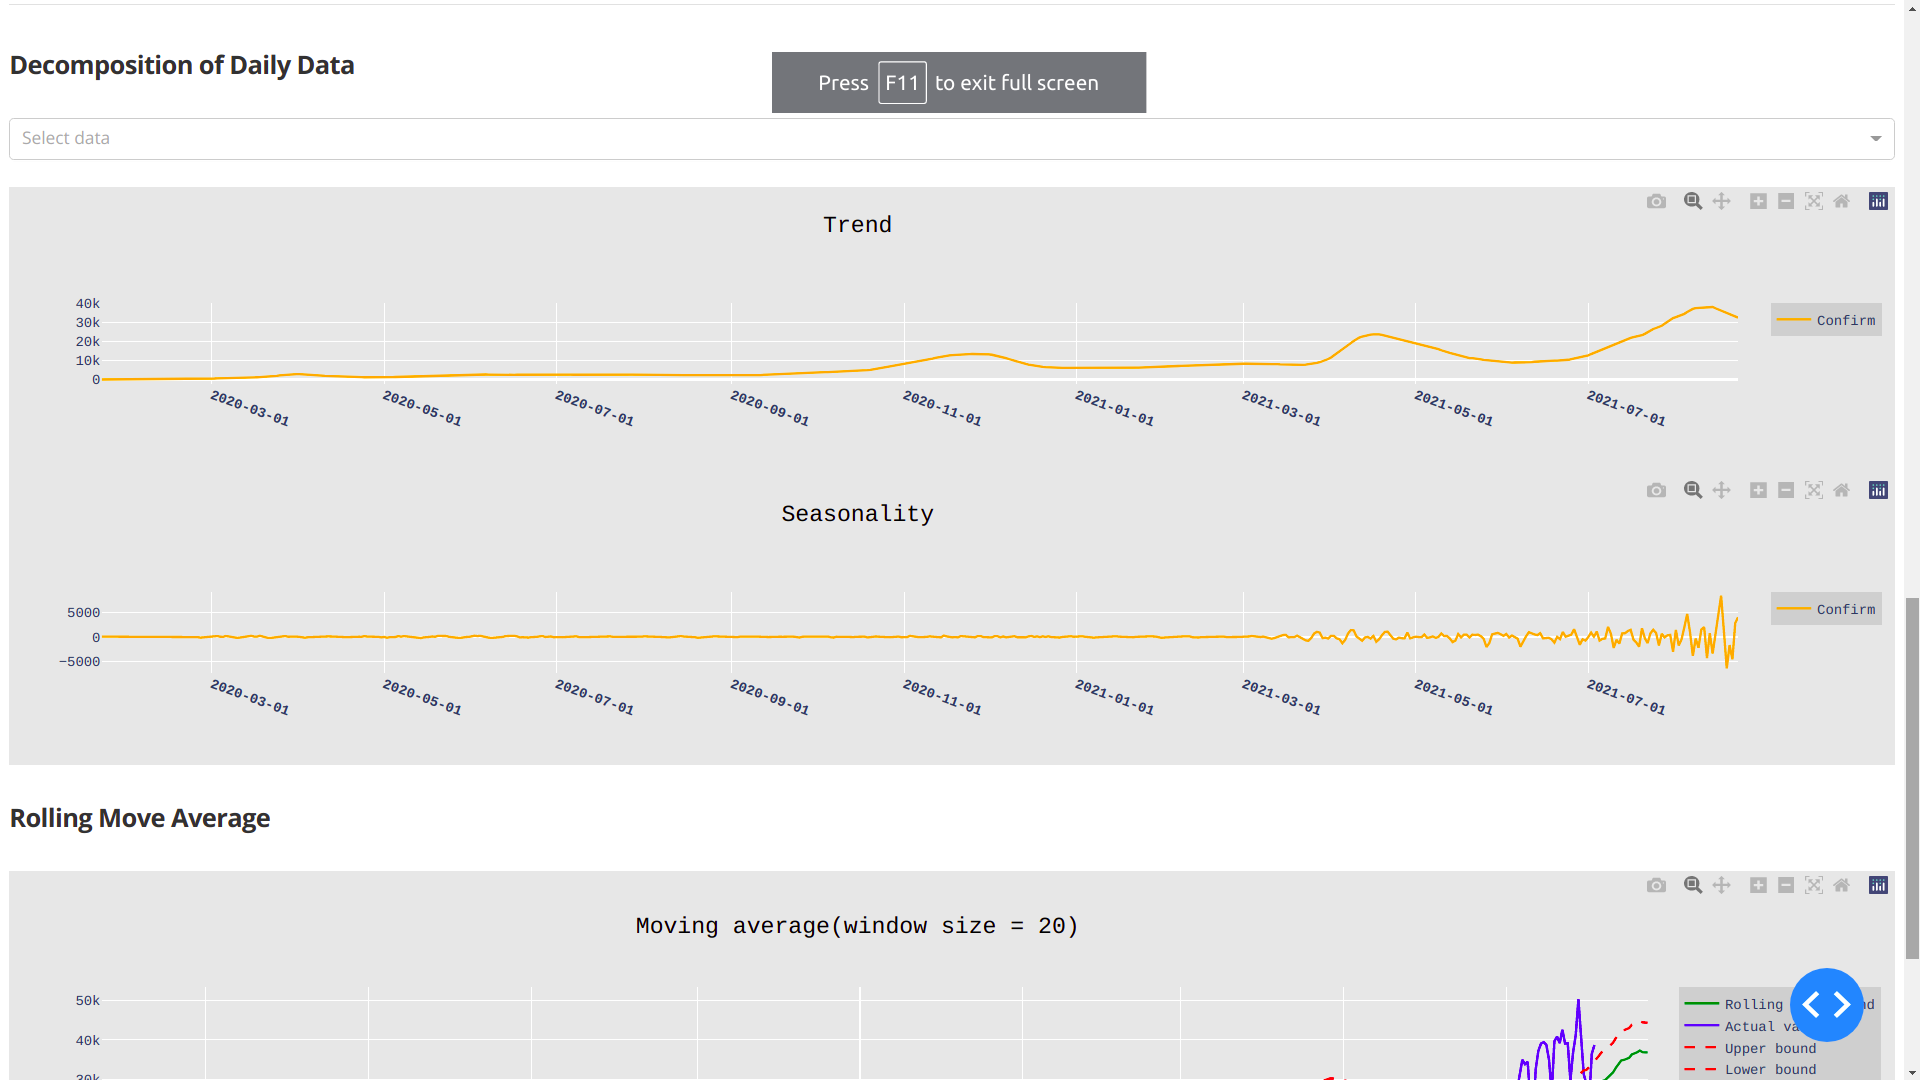 Decomposition of Daily Data
Press F11 to exit full screen
Select data
Trend
40k
30k
20k
10k
0
Confirm
2020-03-01 2020-05-01 2020-07-01 2020-09-01 2020-11-01 2021-01-01 2021-03-01 2021-05-01 2021-07-01
Seasonality
5000
0
−5000
Confirm
2020-03-01 2020-05-01 2020-07-01 2020-09-01 2020-11-01 2021-01-01 2021-03-01 2021-05-01 2021-07-01
Rolling Move Average
Moving average(window size = 20)
50k
40k
30k
Rolling
Actual
Upper bound
Lower bound